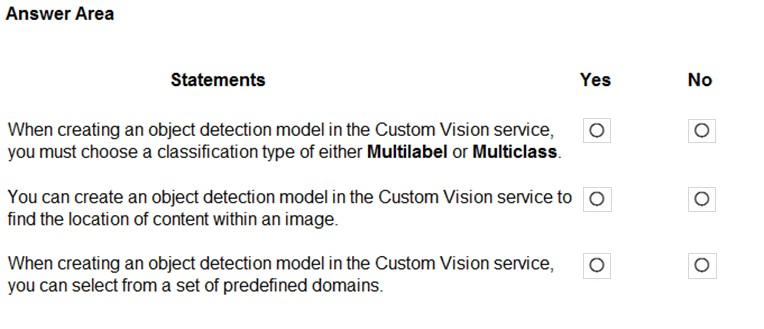 Answer Area
Statements Yes No
When creating an object detection model in the Custom Vision service,
you must choose a classification type of either Multilabel or Multiclass.
You can create an object detection model in the Custom Vision service to
find the location of content within an image.
When creating an object detection model in the Custom Vision service,
you can select from a set of predefined domains.